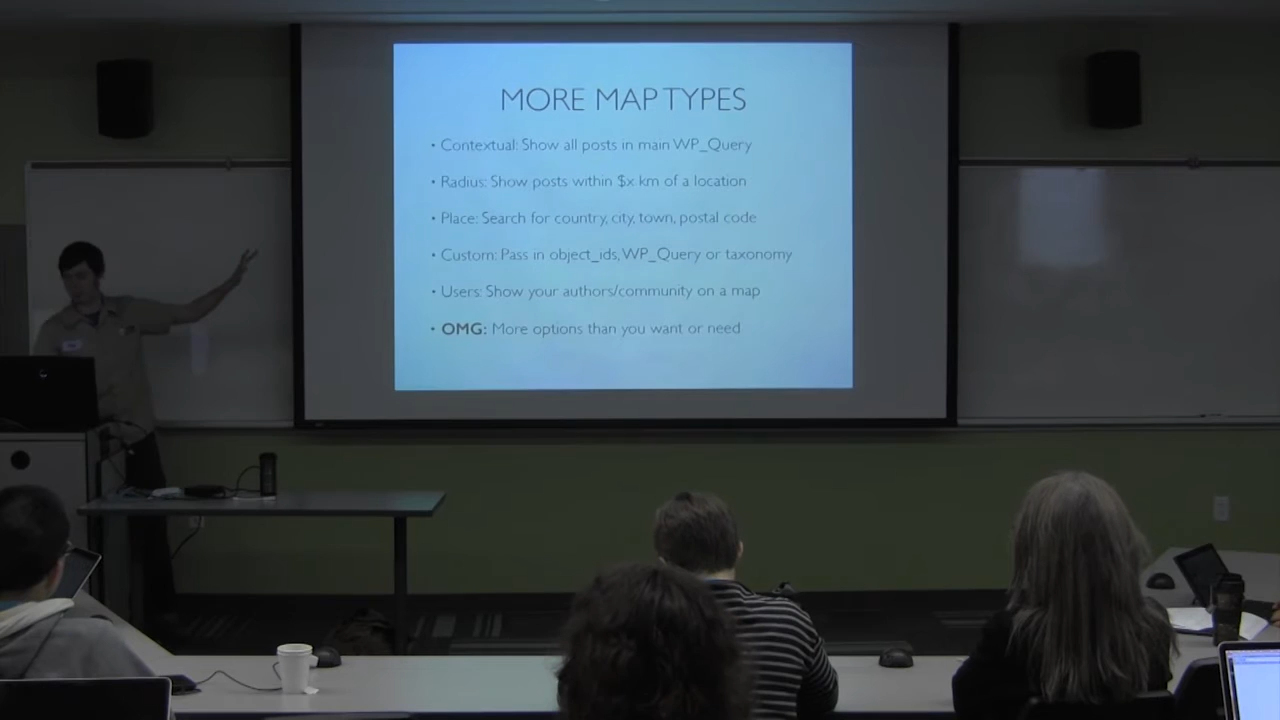 MORE MAP TYPES
• Contextual: Show all posts in main WP_Query
• Radius: Show posts within $x km of a location
• Place: Search for country, city, town, postal code
• Custom: Pass in object_ids, WP_Query or taxonomy
• Users: Show your authors/community on a map
• OMG: More options than you want or need